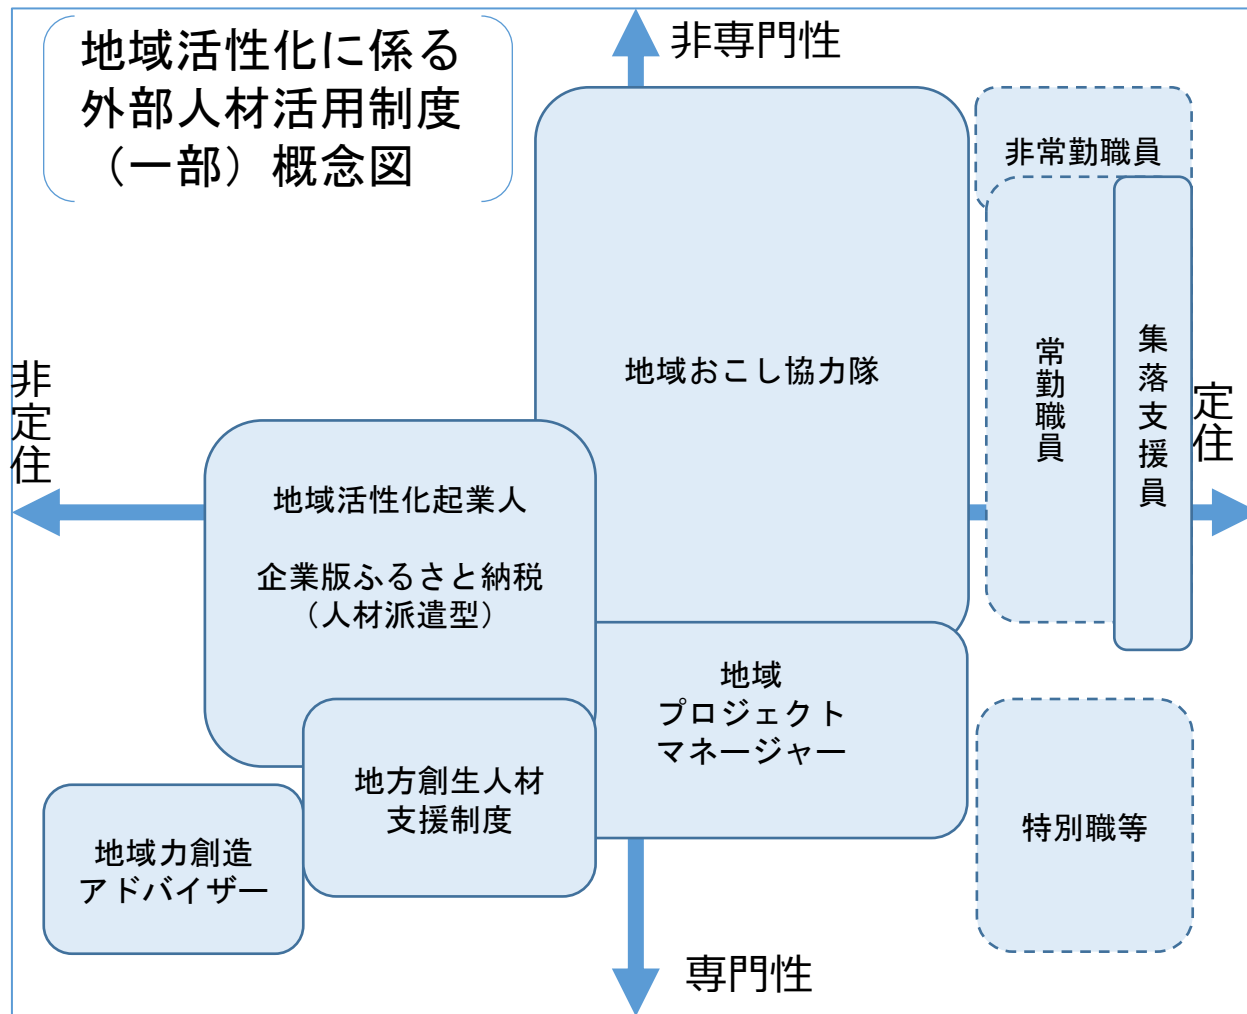 地域活性化に係る
外部人材活用制度
（一部）概念図
非専門性
非常勤職員
地域おこし協力隊
常勤職員
集落支援員
非定住
定住
地域活性化起業人
企業版ふるさと納税
（人材派遣型）
地域
プロジェクト
マネージャー
地方創生人材
支援制度
地域力創造
アドバイザー
特別職等
専門性